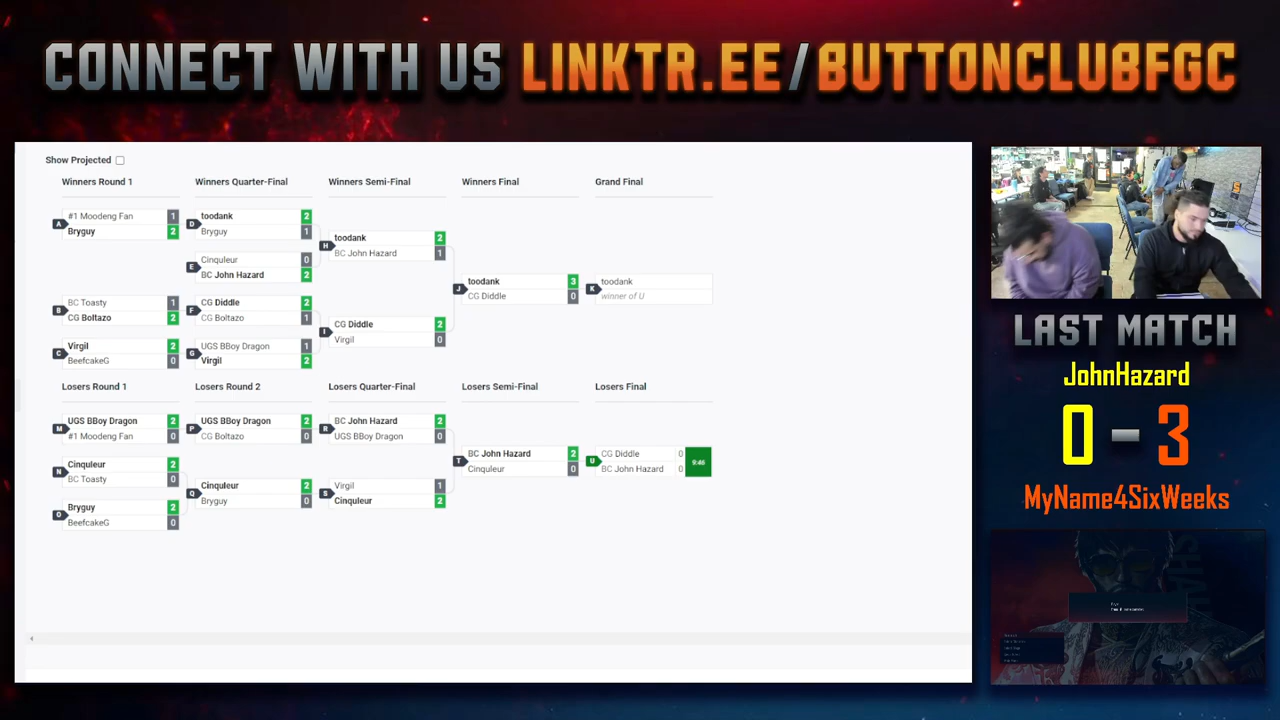 CONNECT WITH US LINKTR.EE/BUTTONCLUBFGC
Show Projected
Winners Round 1
Winners Quarter-Final
Winners Semi-Final
Winners Final
Grand Final
A
#1 Moodeng Fan 1
Bryguy 2
D
toodank 2
Bryguy 1
H
toodank 2
BC John Hazard 1
E
Cinquleur 0
BC John Hazard 2
J
toodank 3
CG Diddle 0
K
toodank
winner of U
B
BC Toasty 1
CG Boltazo 2
F
CG Diddle 2
CG Boltazo 1
I
CG Diddle 2
Virgil 0
C
Virgil 2
BeefcakeG 0
G
UGS BBoy Dragon 1
Virgil 2
Losers Round 1
Losers Round 2
Losers Quarter-Final
Losers Semi-Final
Losers Final
M
UGS BBoy Dragon 2
#1 Moodeng Fan 0
P
UGS BBoy Dragon 2
CG Boltazo 0
R
BC John Hazard 2
UGS BBoy Dragon 0
T
BC John Hazard 2
Cinquleur 0
U
CG Diddle 0
BC John Hazard 0
9:46
N
Cinquleur 2
BC Toasty 0
Q
Cinquleur 2
Bryguy 0
S
Virgil 1
Cinquleur 2
O
Bryguy 2
BeefcakeG 0
LAST MATCH
JohnHazard
0 - 3
MyName4SixWeeks